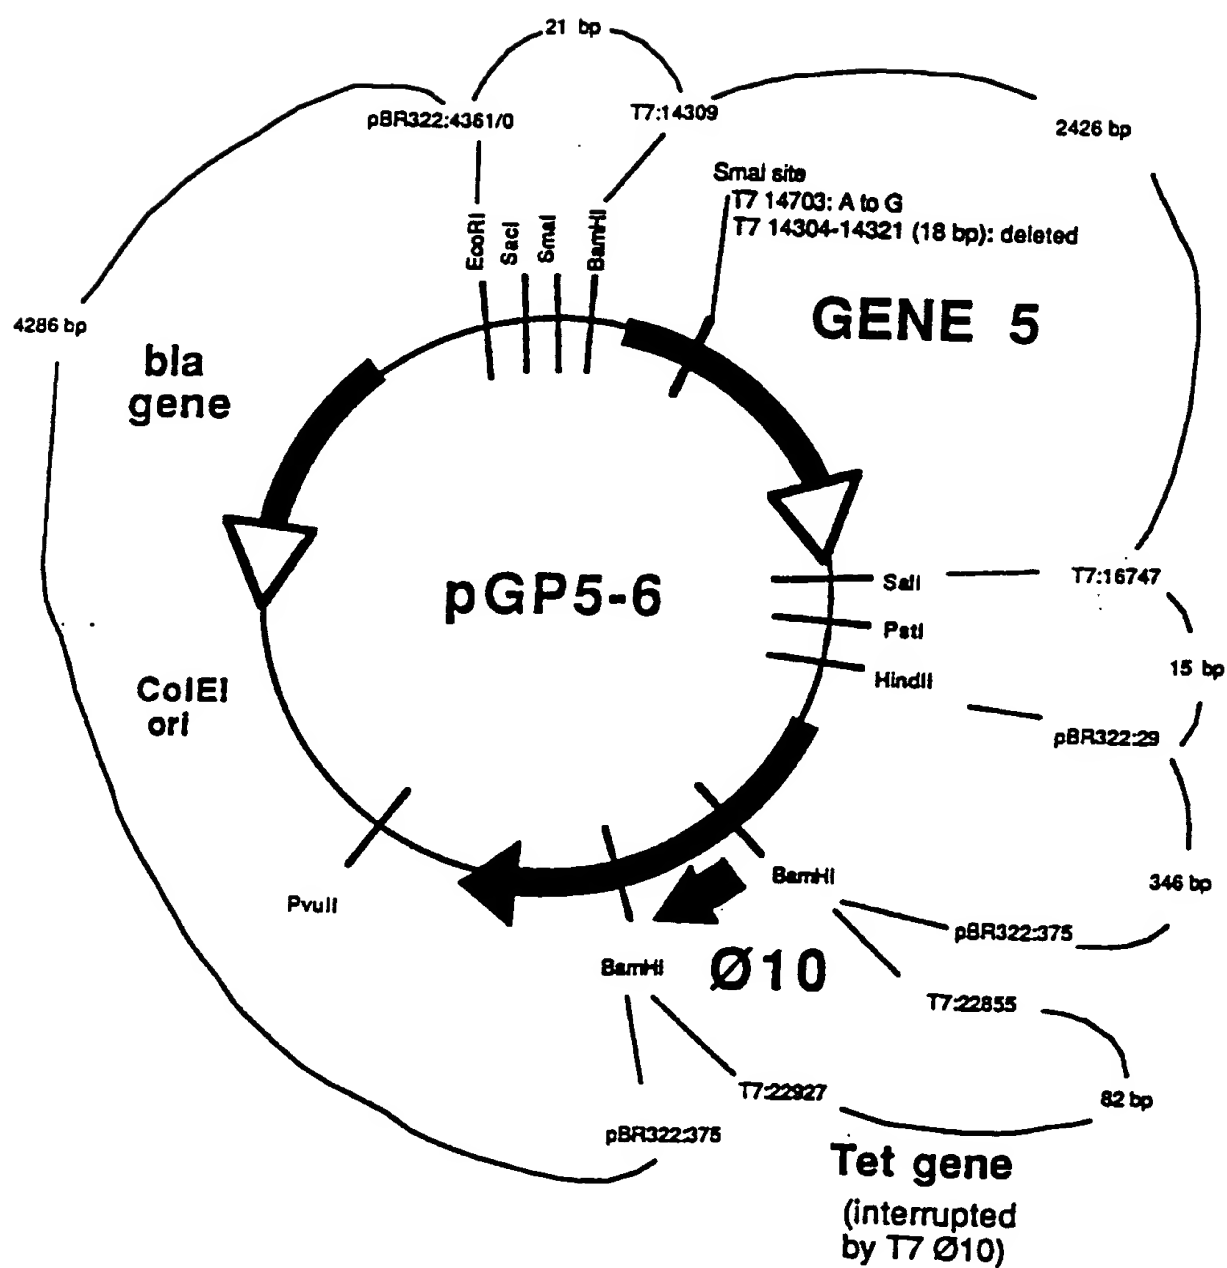 21 bp
pBR322:4361/0
T7:14309
2426 bp
SmaI site
T7 14703: A to G
T7 14304-14321 (18 bp): deleted
EcoRI
SacI
SmaI
BamHI
GENE 5
4286 bp
bla
gene
pGP5-6
SalI
T7:16747
PstI
15 bp
HindII
ColEI
ori
pBR322:29
346 bp
BamHI
PvuII
pBR322:375
BamHI
Ø10
T7:22855
T7:22927
82 bp
pBR322:375
Tet gene
(interrupted
by T7 Ø10)